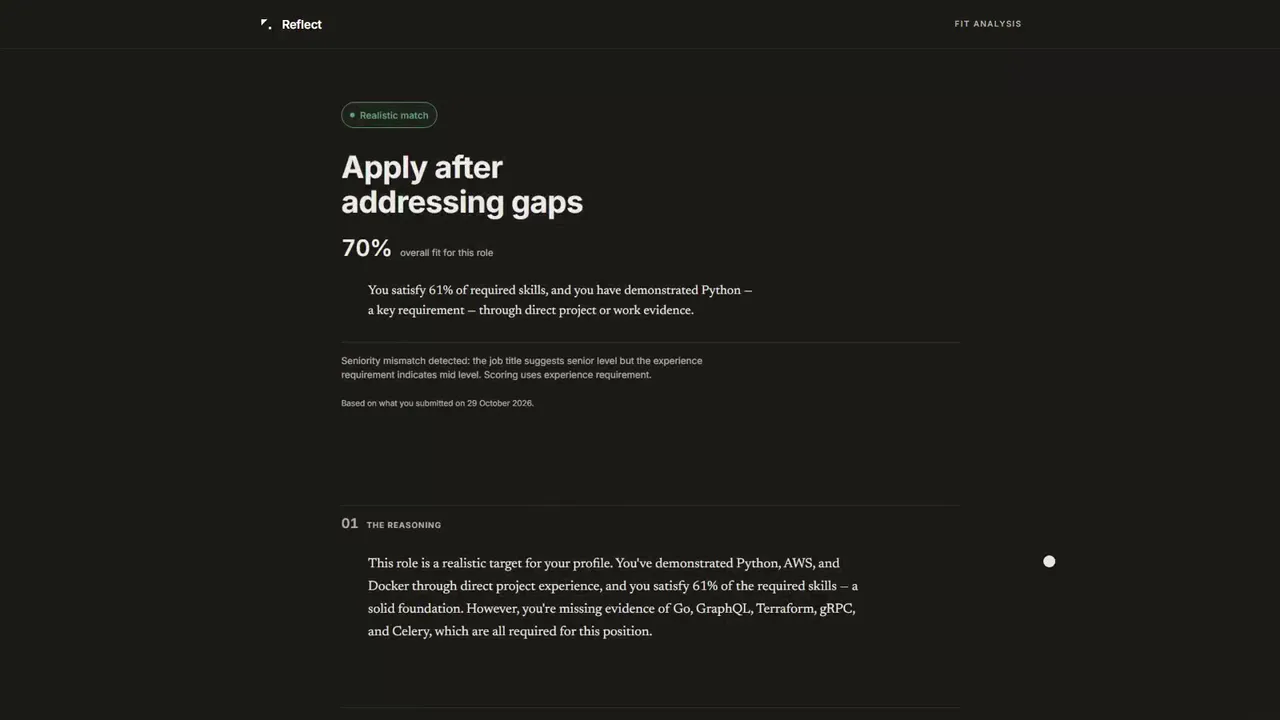 Reflect
FIT ANALYSIS
Realistic match
Apply after
addressing gaps
70% overall fit for this role
You satisfy 61% of required skills, and you have demonstrated Python —
a key requirement — through direct project or work evidence.
Seniority mismatch detected: the job title suggests senior level but the experience
requirement indicates mid level. Scoring uses experience requirement.
Based on what you submitted on 29 October 2026.
01 THE REASONING
This role is a realistic target for your profile. You've demonstrated Python, AWS, and
Docker through direct project experience, and you satisfy 61% of the required skills — a
solid foundation. However, you're missing evidence of Go, GraphQL, Terraform, gRPC,
and Celery, which are all required for this position.